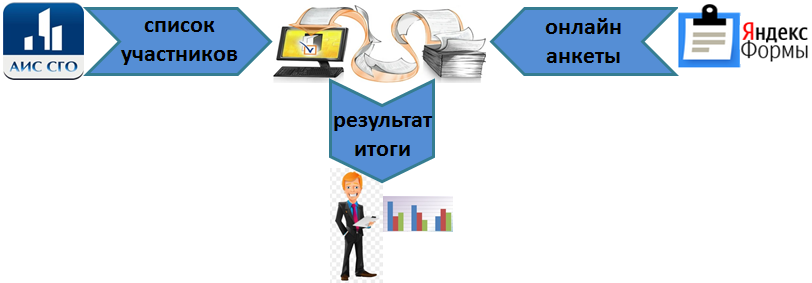 АИС СГО
список
участников
онлайн
анкеты
Яндекс
Формы
результат
итоги